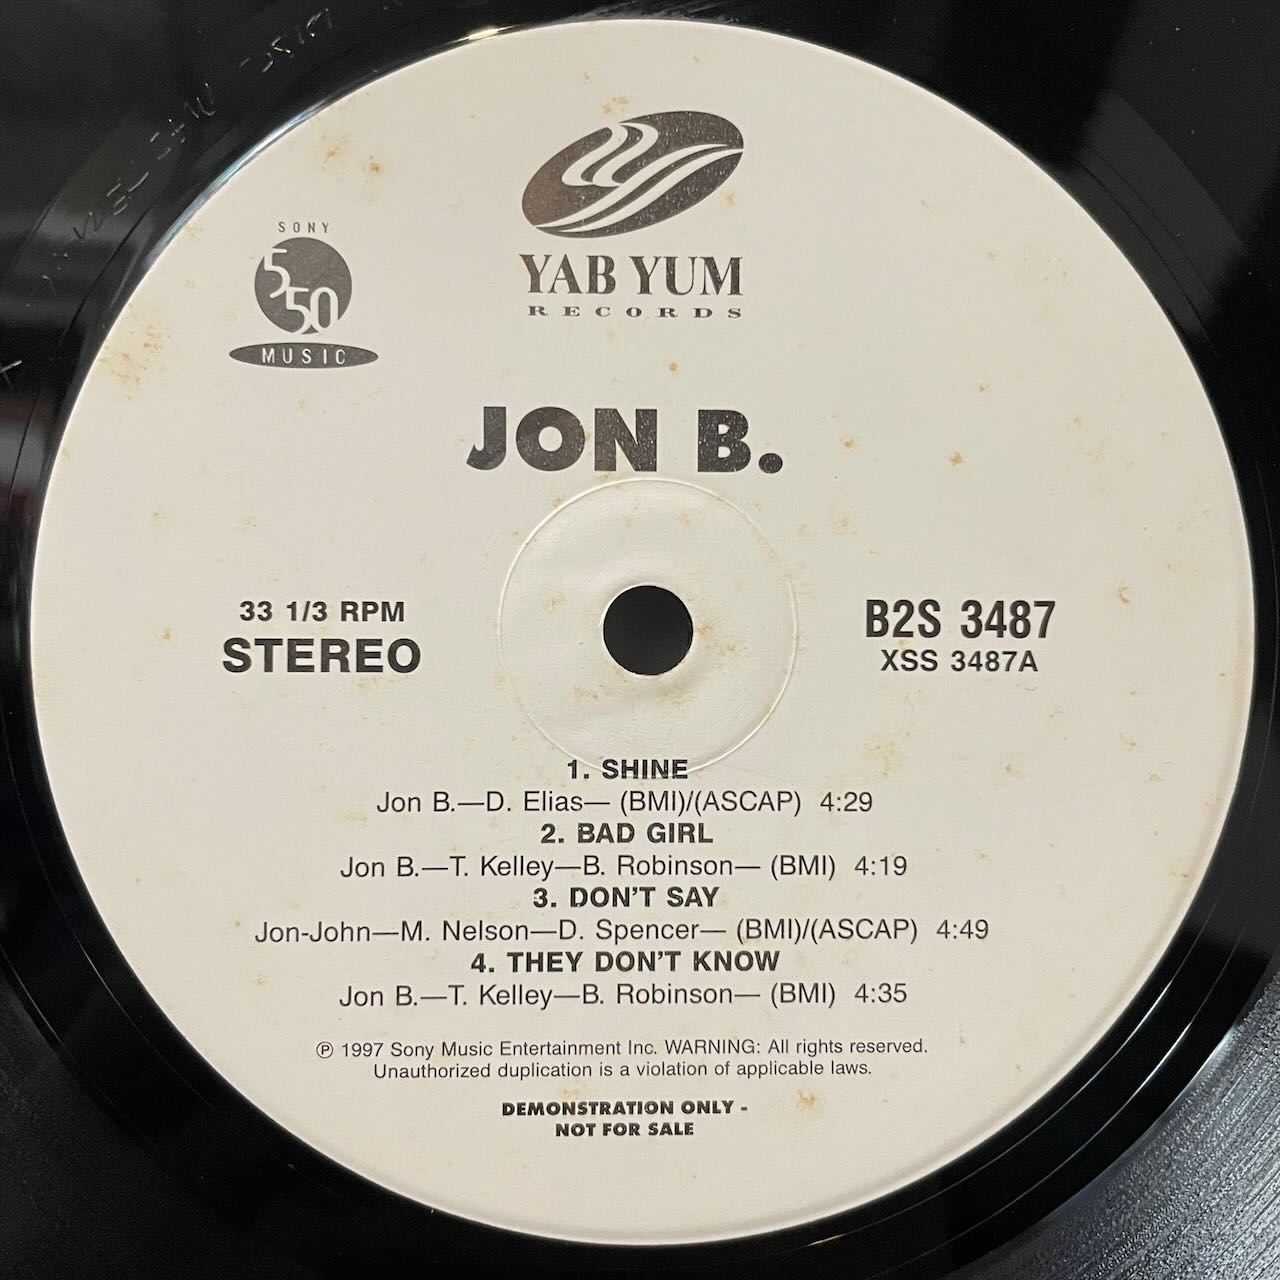 YAB YUM
RECORDS
SONY
550
MUSIC
JON B.
33 1/3 RPM
STEREO
B2S 3487
XSS 3487A
1. SHINE
Jon B.—D. Elias— (BMI)/(ASCAP) 4:29
2. BAD GIRL
Jon B.—T. Kelley—B. Robinson— (BMI) 4:19
3. DON'T SAY
Jon-John—M. Nelson—D. Spencer— (BMI)/(ASCAP) 4:49
4. THEY DON'T KNOW
Jon B.—T. Kelley—B. Robinson— (BMI) 4:35
℗ 1997 Sony Music Entertainment Inc. WARNING: All rights reserved.
Unauthorized duplication is a violation of applicable laws.
DEMONSTRATION ONLY -
NOT FOR SALE